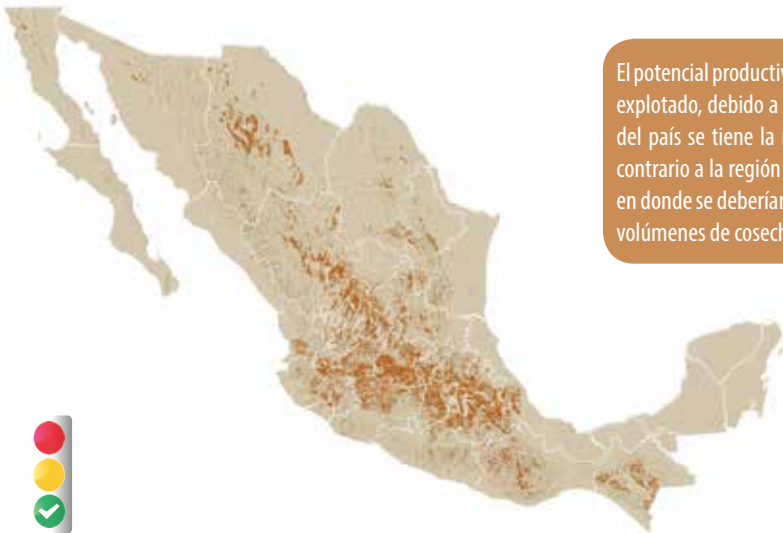 El potencial productiv
explotado, debido a
del país se tiene la
contrario a la región
en donde se deberían
volúmenes de cosech